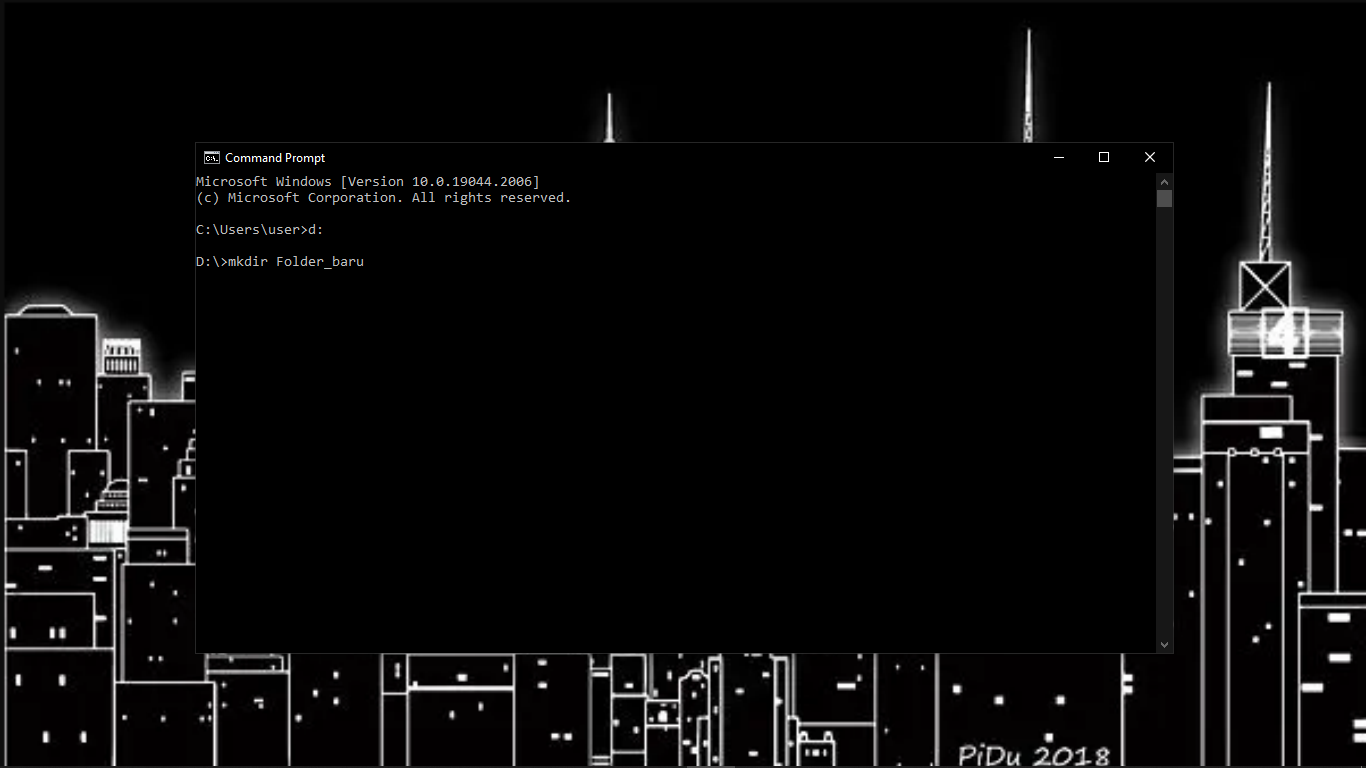 Command Prompt
Microsoft Windows [Version 10.0.19044.2006]
(c) Microsoft Corporation. All rights reserved.
C:\Users\user>d:
D:\>mkdir Folder_baru
4
PiDu 2018